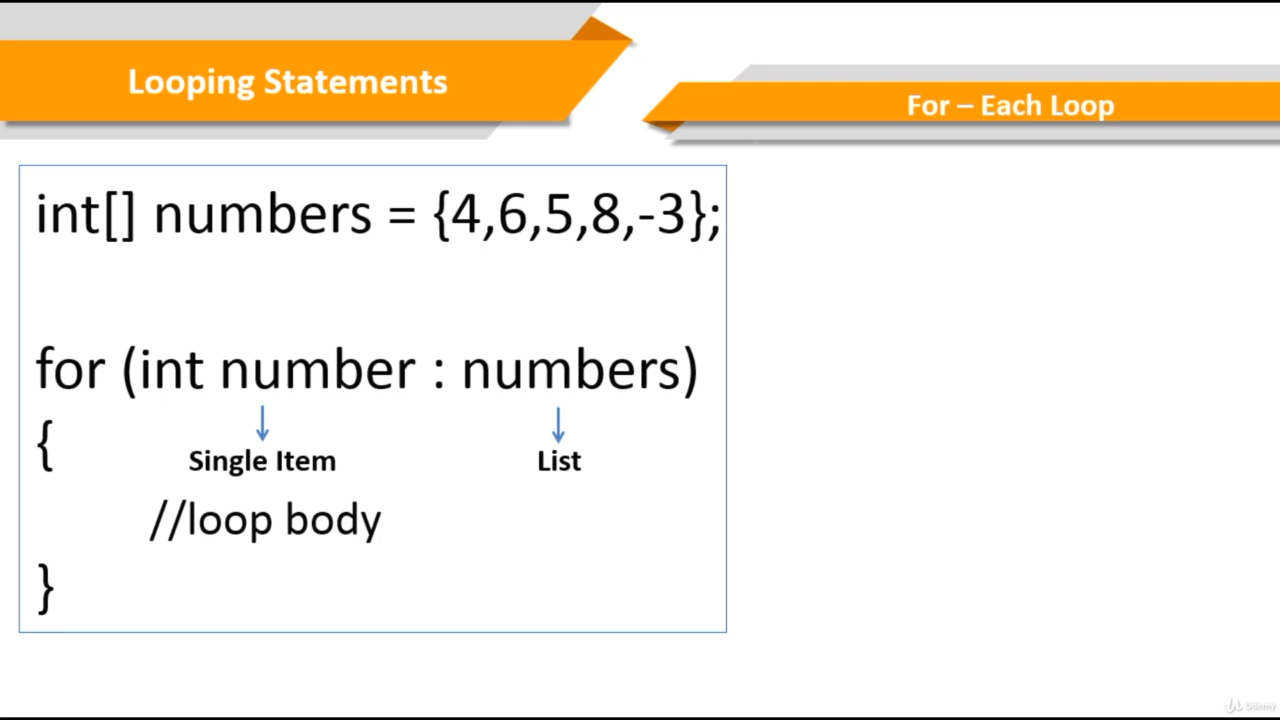 Looping Statements
For – Each Loop
int[] numbers = {4,6,5,8,-3};
for (int number : numbers)
{
Single Item
List
//loop body
}
Udemy